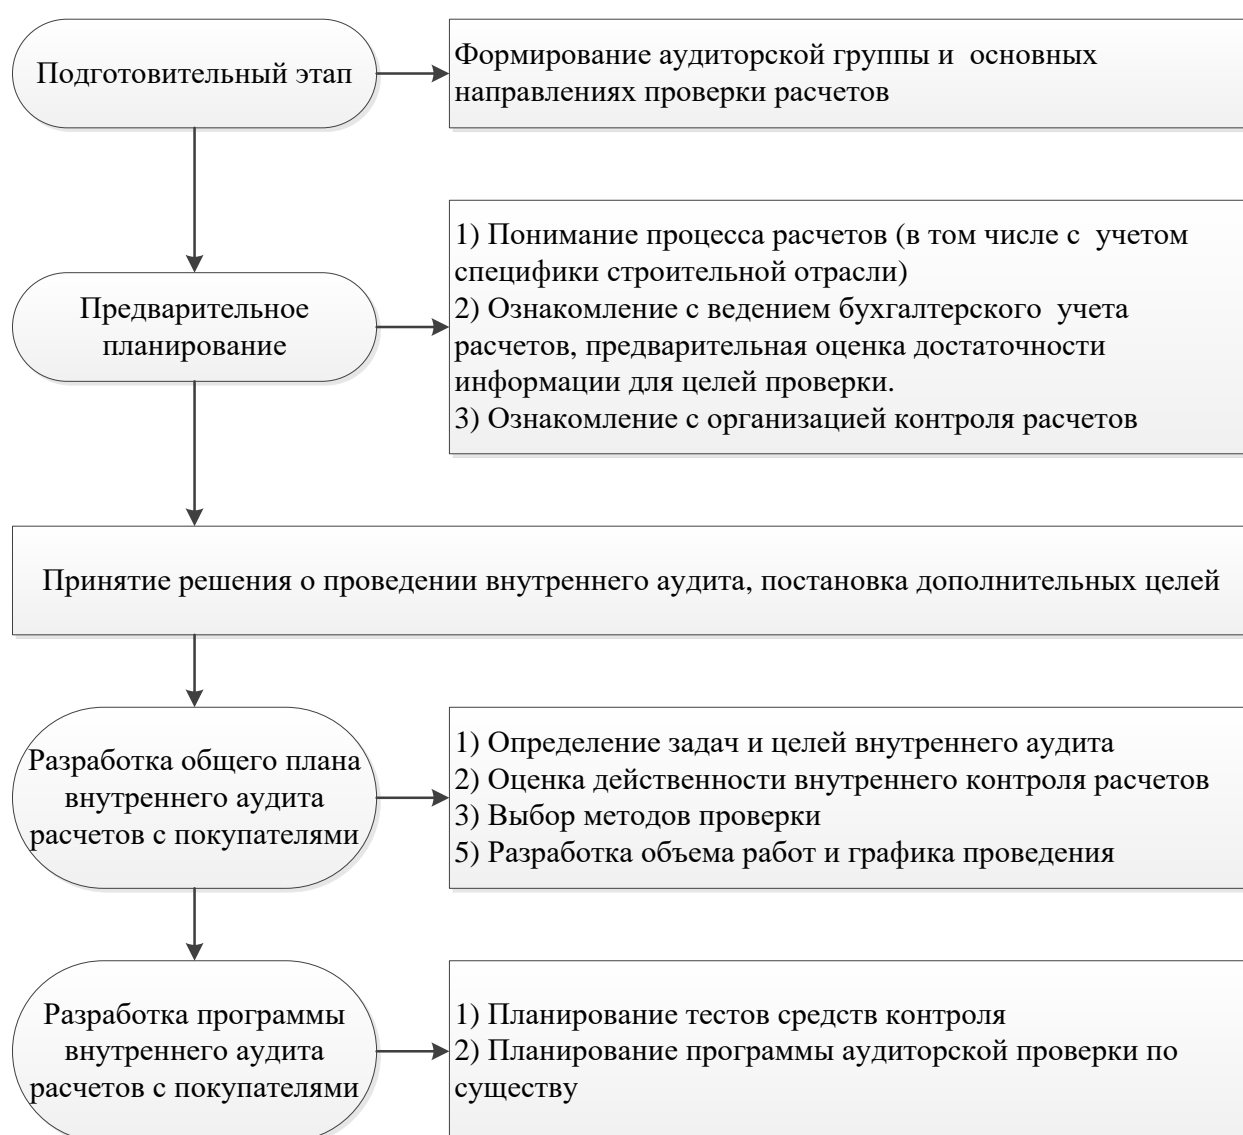 Подготовительный этап
Формирование аудиторской группы и основных
направлениях проверки расчетов
Предварительное
планирование
1) Понимание процесса расчетов (в том числе с учетом
специфики строительной отрасли)
2) Ознакомление с ведением бухгалтерского учета
расчетов, предварительная оценка достаточности
информации для целей проверки.
3) Ознакомление с организацией контроля расчетов
Принятие решения о проведении внутреннего аудита, постановка дополнительных целей
Разработка общего плана
внутреннего аудита
расчетов с покупателями
1) Определение задач и целей внутреннего аудита
2) Оценка действенности внутреннего контроля расчетов
3) Выбор методов проверки
5) Разработка объема работ и графика проведения
Разработка программы
внутреннего аудита
расчетов с покупателями
1) Планирование тестов средств контроля
2) Планирование программы аудиторской проверки по
существу